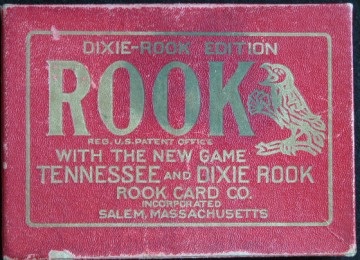 DIXIE-ROOK EDITION
ROOK
REG. U.S. PATENT OFFICE
WITH THE NEW GAME
TENNESSEE AND DIXIE ROOK
ROOK CARD CO.
INCORPORATED
SALEM, MASSACHUSETTS